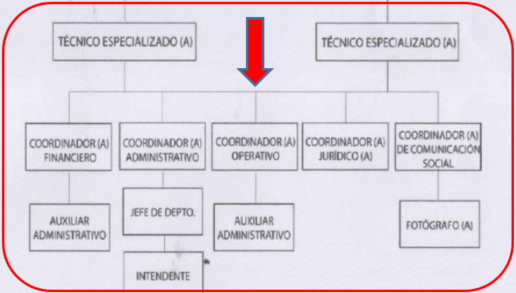 TÉCNICO ESPECIALIZADO (A)
TÉCNICO ESPECIALIZADO (A)
COORDINADOR (A)
FINANCIERO
COORDINADOR (A)
ADMINISTRATIVO
COORDINADOR (A)
OPERATIVO
COORDINADOR (A)
JURÍDICO (A)
COORDINADOR (A)
DE COMUNICACIÓN
SOCIAL
AUXILIAR
ADMINISTRATIVO
JEFE DE DEPTO.
AUXILIAR
ADMINISTRATIVO
FOTÓGRAFO (A)
INTENDENTE